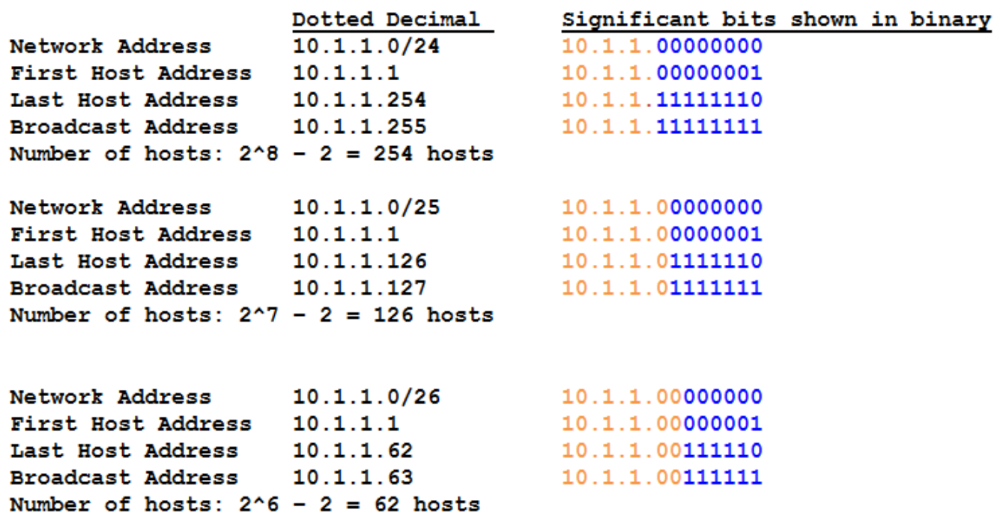 Dotted Decimal Significant bits shown in binary
Network Address 10.1.1.0/24 10.1.1.00000000
First Host Address 10.1.1.1 10.1.1.00000001
Last Host Address 10.1.1.254 10.1.1.11111110
Broadcast Address 10.1.1.255 10.1.1.11111111
Number of hosts: 2^8 – 2 = 254 hosts
Network Address 10.1.1.0/25 10.1.1.00000000
First Host Address 10.1.1.1 10.1.1.00000001
Last Host Address 10.1.1.126 10.1.1.01111110
Broadcast Address 10.1.1.127 10.1.1.01111111
Number of hosts: 2^7 – 2 = 126 hosts
Network Address 10.1.1.0/26 10.1.1.00000000
First Host Address 10.1.1.1 10.1.1.00000001
Last Host Address 10.1.1.62 10.1.1.00111110
Broadcast Address 10.1.1.63 10.1.1.00111111
Number of hosts: 2^6 – 2 = 62 hosts